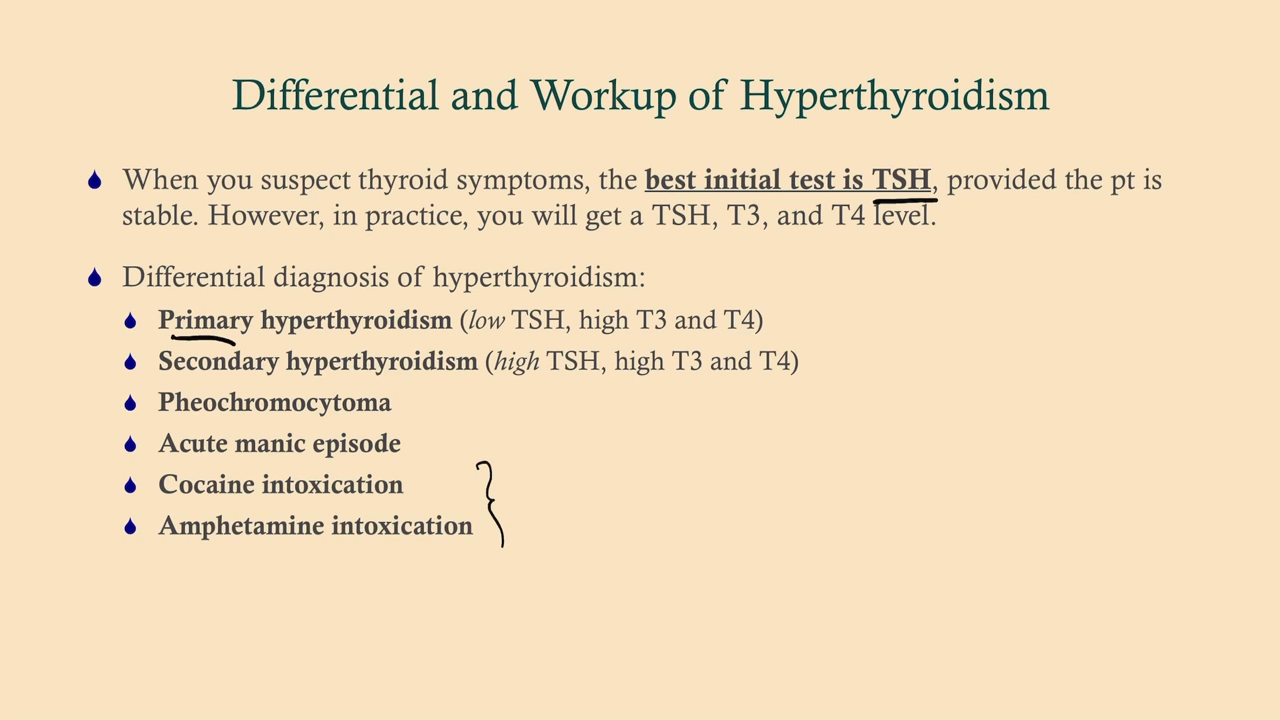 Differential and Workup of Hyperthyroidism
When you suspect thyroid symptoms, the best initial test is TSH, provided the pt is
stable. However, in practice, you will get a TSH, T3, and T4 level.
Differential diagnosis of hyperthyroidism:
Primary hyperthyroidism (low TSH, high T3 and T4)
Secondary hyperthyroidism (high TSH, high T3 and T4)
Pheochromocytoma
Acute manic episode
Cocaine intoxication
Amphetamine intoxication